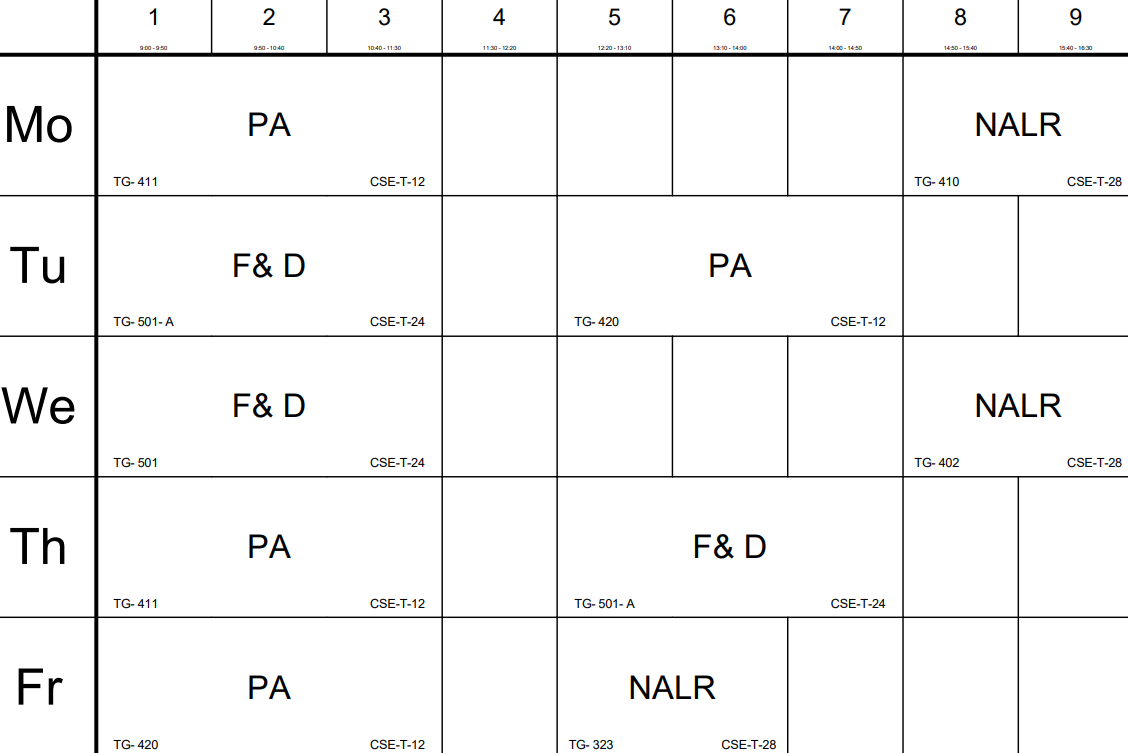 1 2 3 4 5 6 7 8 9
9:00 - 9:50 9:50 - 10:40 10:40 - 11:30 11:30 - 12:20 12:20 - 13:10 13:10 - 14:00 14:00 - 14:50 14:50 - 15:40 15:40 - 16:30
Mo PA NALR
TG- 411 CSE-T-12 TG- 410 CSE-T-28
Tu F& D PA
TG- 501- A CSE-T-24 TG- 420 CSE-T-12
We F& D NALR
TG- 501 CSE-T-24 TG- 402 CSE-T-28
Th PA F& D
TG- 411 CSE-T-12 TG- 501- A CSE-T-24
Fr PA NALR
TG- 420 CSE-T-12 TG- 323 CSE-T-28